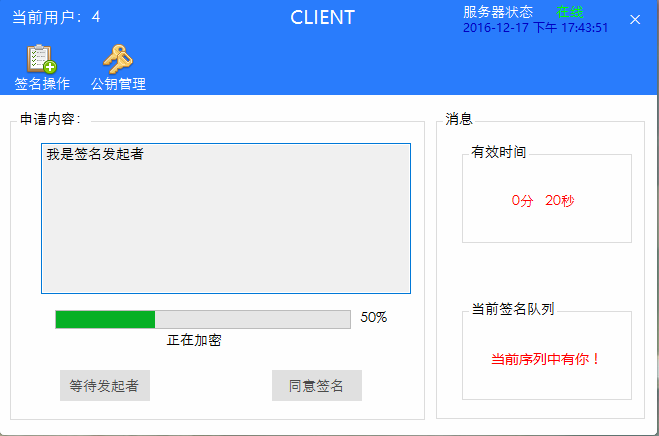 当前用户：4
CLIENT
服务器状态 在线
2016-12-17 下午 17:43:51
签名操作
公钥管理
申请内容：
我是签名发起者
50%
正在加密
等待发起者
同意签名
消息
有效时间
0分 20秒
当前签名队列
当前序列中有你！